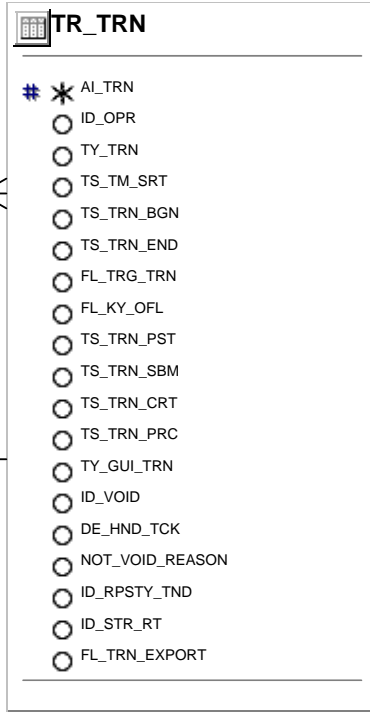 TR_TRN
# * AI_TRN
ID_OPR
TY_TRN
TS_TM_SRT
TS_TRN_BGN
TS_TRN_END
FL_TRG_TRN
FL_KY_OFL
TS_TRN_PST
TS_TRN_SBM
TS_TRN_CRT
TS_TRN_PRC
TY_GUI_TRN
ID_VOID
DE_HND_TCK
NOT_VOID_REASON
ID_RPSTY_TND
ID_STR_RT
FL_TRN_EXPORT